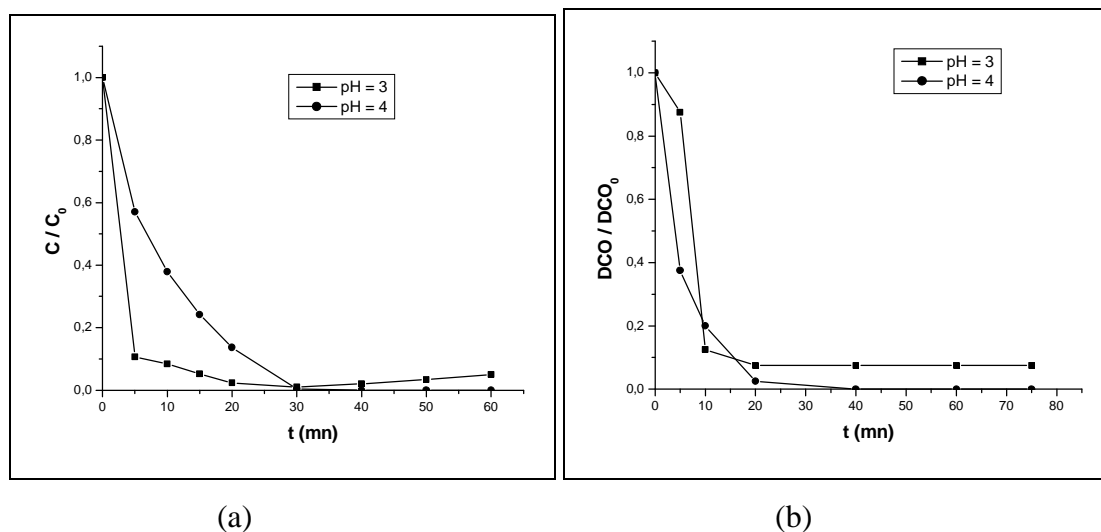 1,0
0,8
0,6
0,4
0,2
0,0
C / C0
0 10 20 30 40 50 60
t (mn)
pH = 3
pH = 4
(a)
1,0
0,8
0,6
0,4
0,2
0,0
DCO / DCO0
0 10 20 30 40 50 60 70 80
t (mn)
pH = 3
pH = 4
(b)